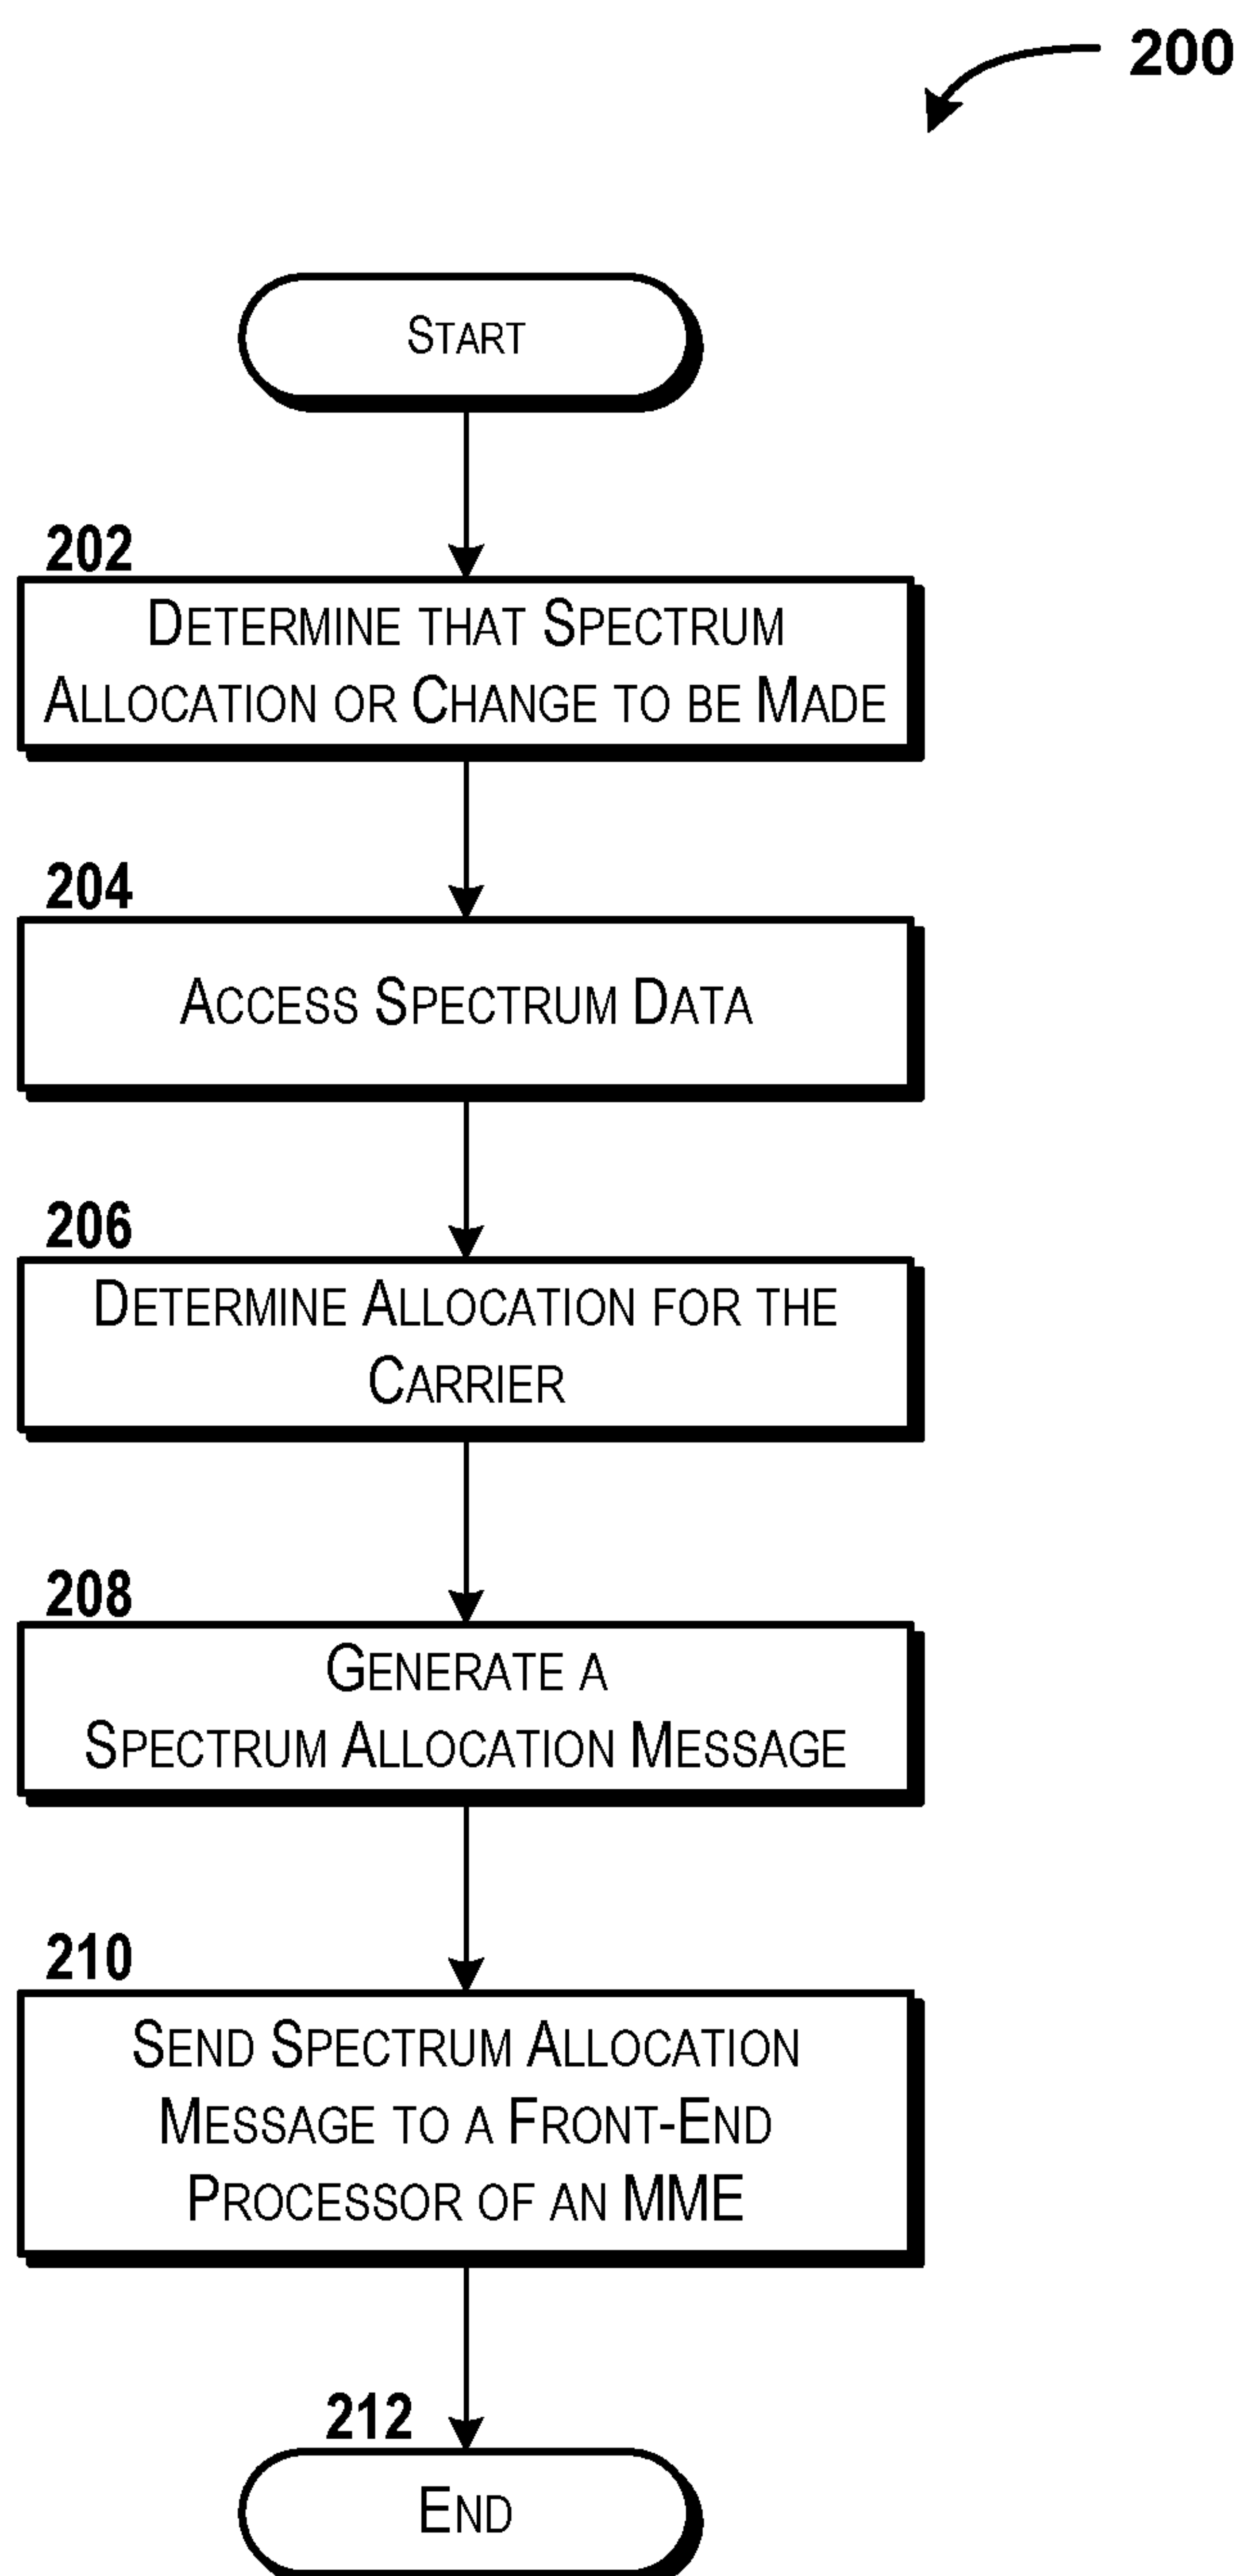 200
START
202
DETERMINE THAT SPECTRUM
ALLOCATION OR CHANGE TO BE MADE
204
ACCESS SPECTRUM DATA
206
DETERMINE ALLOCATION FOR THE
CARRIER
208
GENERATE A
SPECTRUM ALLOCATION MESSAGE
210
SEND SPECTRUM ALLOCATION
MESSAGE TO A FRONT-END
PROCESSOR OF AN MME
212
END